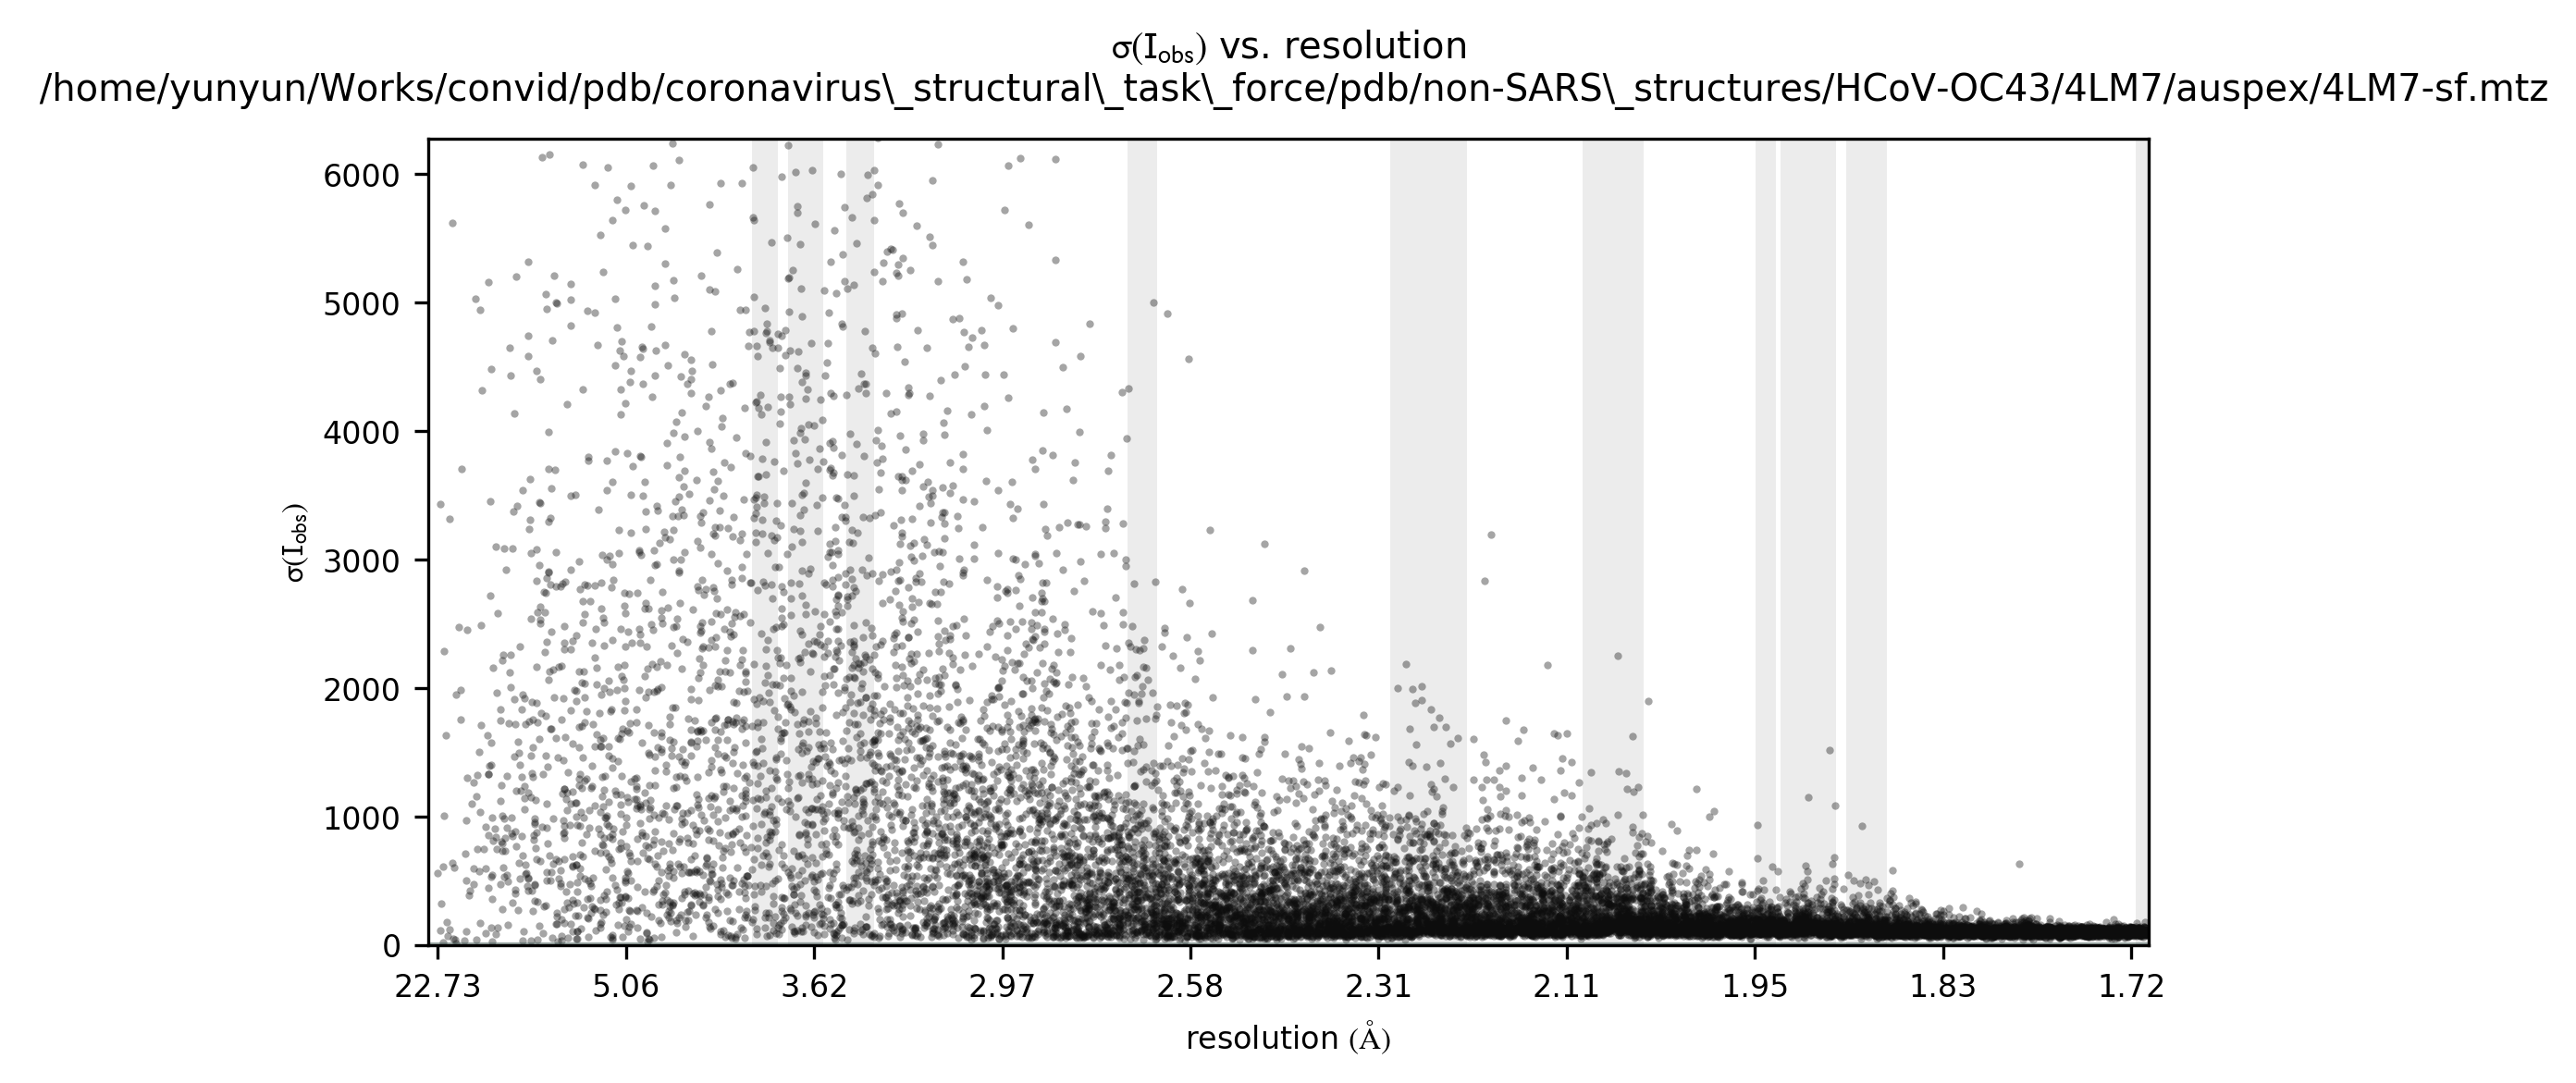 σ(I_obs) vs. resolution
/home/yunyun/Works/convid/pdb/coronavirus\_structural\_task\_force/pdb/non-SARS\_structures/HCoV-OC43/4LM7/auspex/4LM7-sf.mtz
σ(I_obs)
6000
5000
4000
3000
2000
1000
0
22.73 5.06 3.62 2.97 2.58 2.31 2.11 1.95 1.83 1.72
resolution (Å)